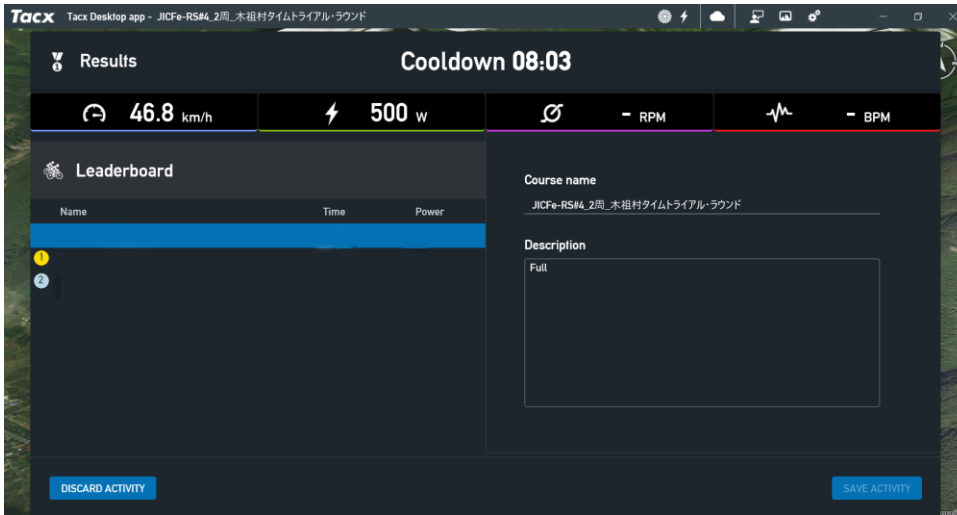 Tacx Tacx Desktop app - JICFe-RS#4_2周_木祖村タイムトライアル・ラウンド
Results
Cooldown 08:03
46.8 km/h
500 W
- RPM
- BPM
Leaderboard
Name Time Power
1
2
Course name
JICFe-RS#4_2周_木祖村タイムトライアル・ラウンド
Description
Full
DISCARD ACTIVITY
SAVE ACTIVITY